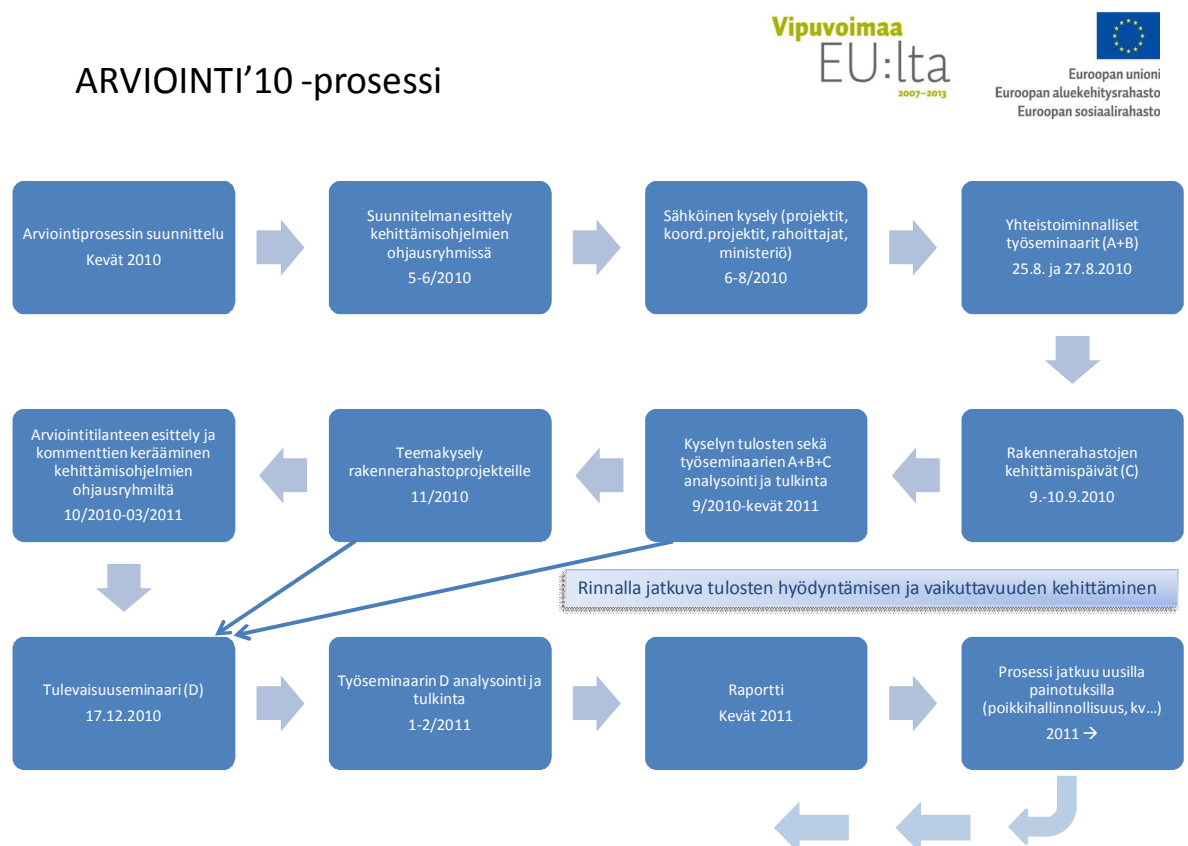 Vipuvoimaa
EU:lta
2007–2013
Euroopan unioni
Euroopan aluekehitysrahasto
Euroopan sosiaalirahasto
ARVIOINTI’10 -prosessi
Arviointiprosessin suunnittelu
Kevät 2010
Suunnitelman esittely
kehittämisohjelmien
ohjausryhmissä
5-6/2010
Sähköinen kysely (projektit,
koord.projektit, rahoittajat,
ministeriö)
6-8/2010
Yhteistoiminnalliset
työseminaarit (A+B)
25.8. ja 27.8.2010
Rakennerahastojen
kehittämispäivät (C)
9.-10.9.2010
Kyselyn tulosten sekä
työseminaarien A+B+C
analysointi ja tulkinta
9/2010-kevät 2011
Teemakysely
rakennerahastoprojekteille
11/2010
Arviointitilanteen esittely ja
kommenttien kerääminen
kehittämisohjelmien
ohjausryhmiltä
10/2010-03/2011
Rinnalla jatkuva tulosten hyödyntämisen ja vaikuttavuuden kehittäminen
Tulevaisuuseminaari (D)
17.12.2010
Työseminaarin D analysointi ja
tulkinta
1-2/2011
Raportti
Kevät 2011
Prosessi jatkuu uusilla
painotuksilla
(poikkihallinnollisuus, kv...)
2011 →